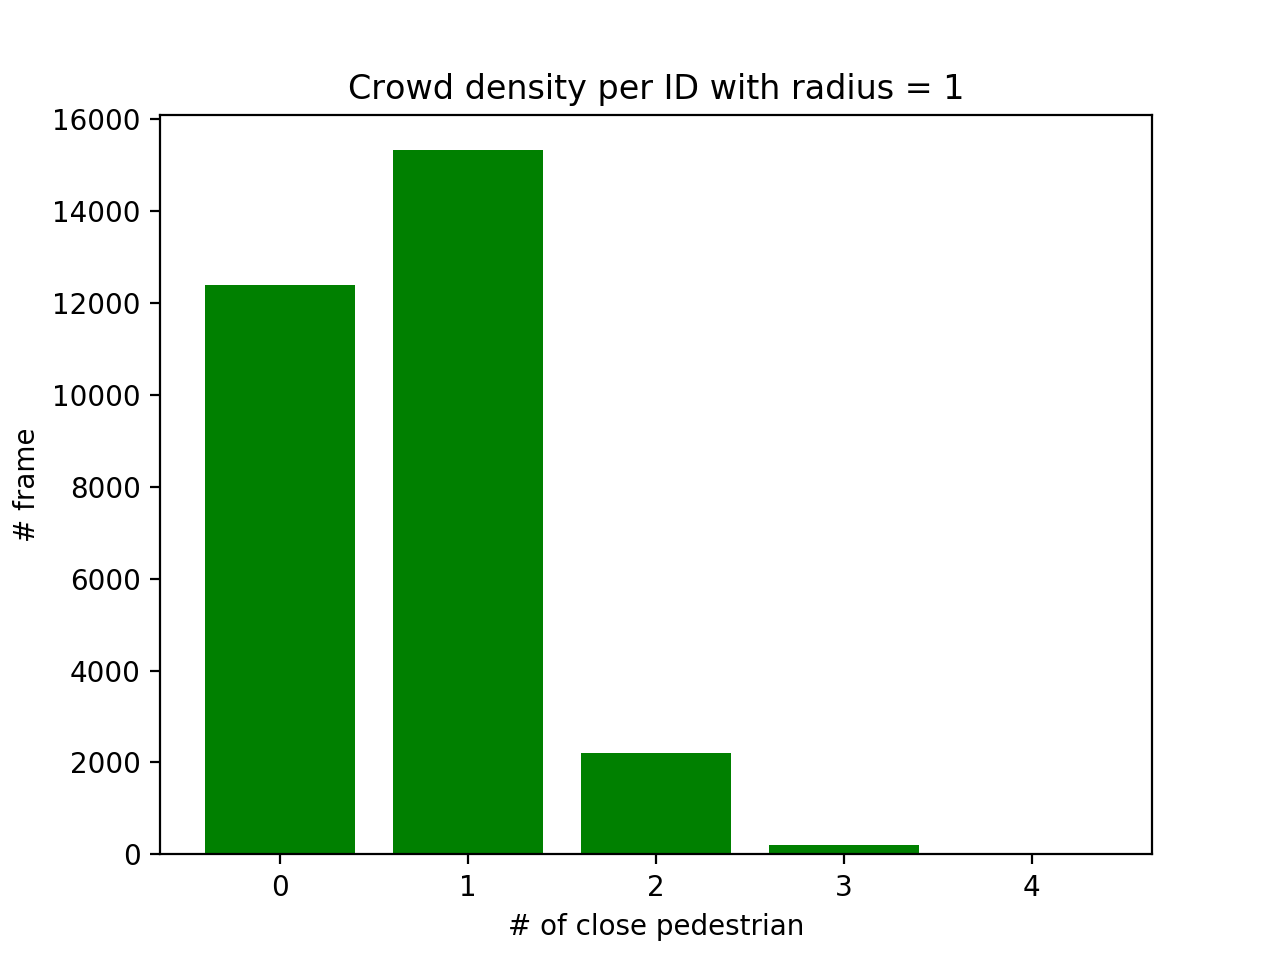 Crowd density per ID with radius = 1
16000
14000
12000
10000
8000
6000
4000
2000
0
# frame
0 1 2 3 4
# of close pedestrian